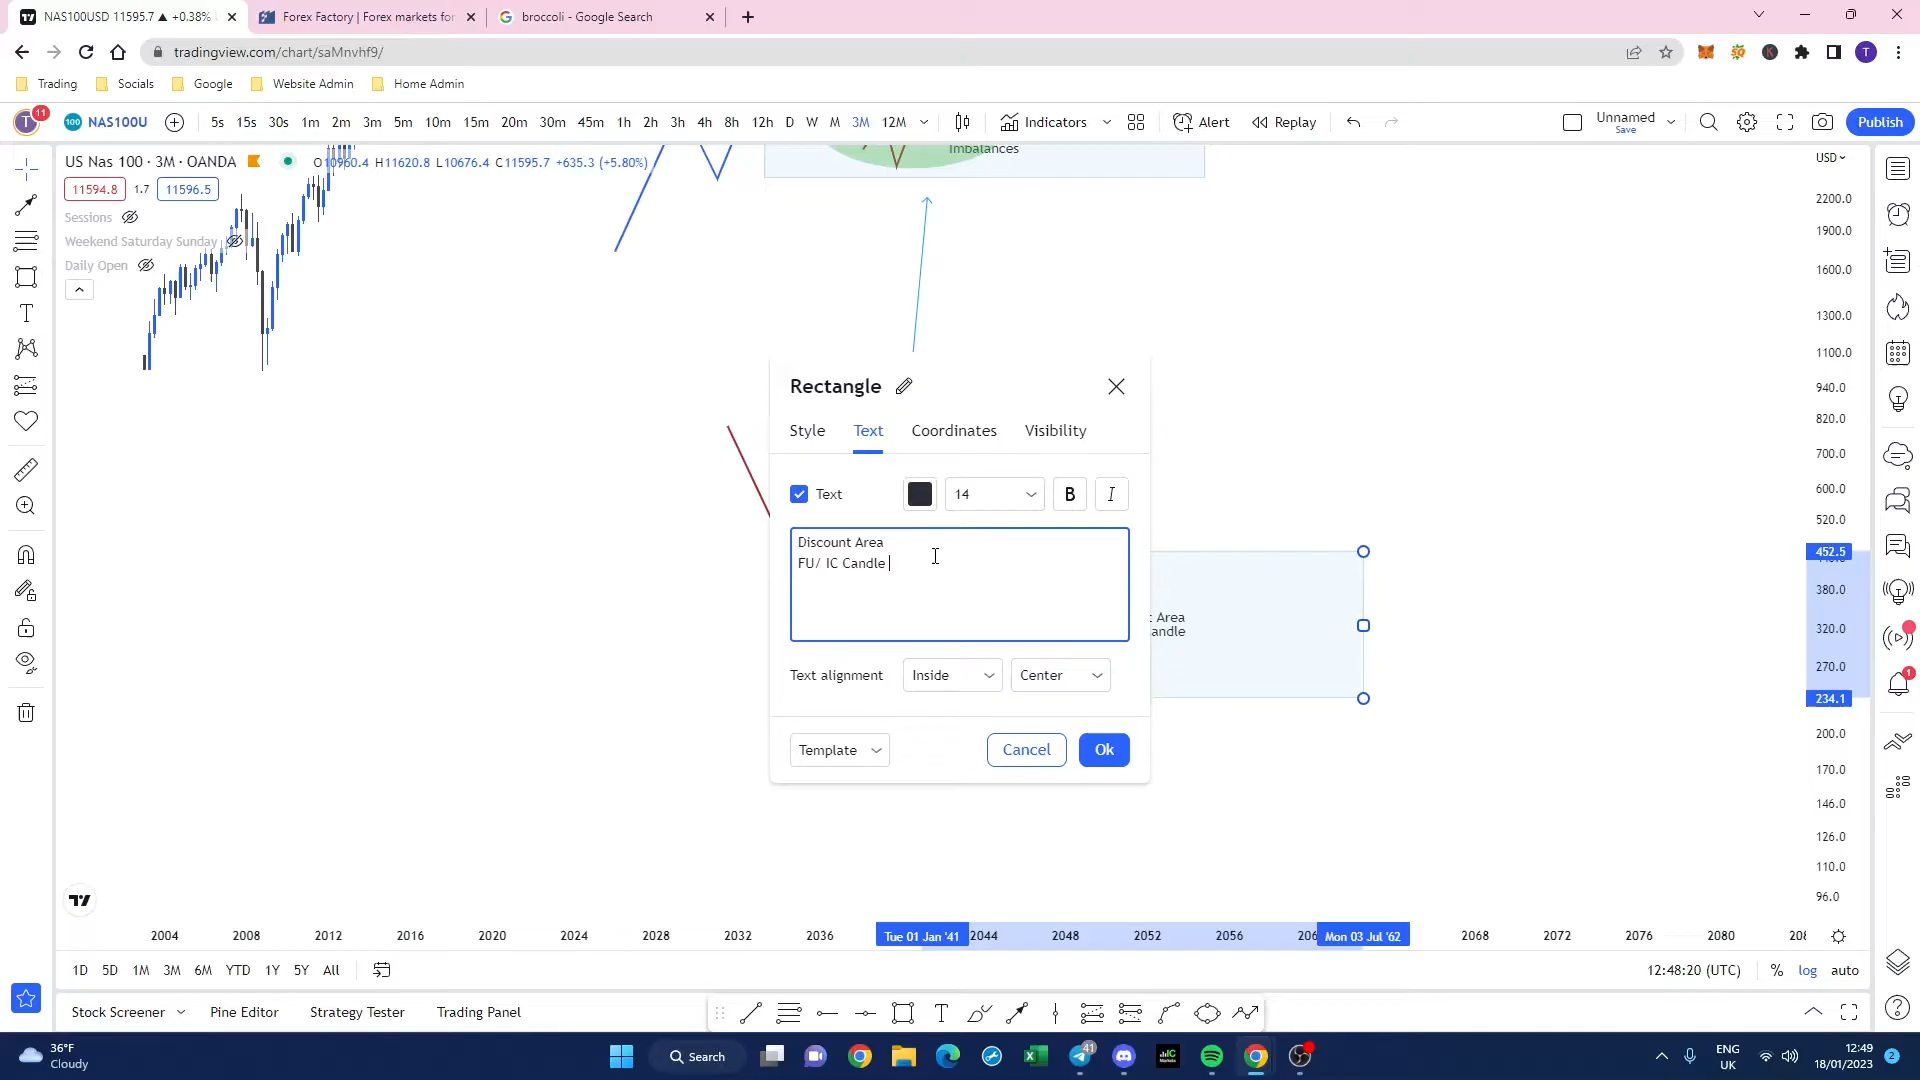 NAS100USD 11595.7 ▲ +0.38%
Forex Factory | Forex markets for
broccoli - Google Search
tradingview.com/chart/saMnvhf9/
T
Trading
Socials
Google
Website Admin
Home Admin
T 11
100 NAS100U
5s 15s 30s 1m 2m 3m 5m 10m 15m 20m 30m 45m 1h 2h 3h 4h 8h 12h D W M 3M 12M
Indicators
Alert
Replay
Unnamed
Save
Publish
US Nas 100 · 3M · OANDA
O10960.4 H11620.8 L10676.4 C11595.7 +635.3 (+5.80%)
11594.8 1.7 11596.5
Sessions
Weekend Saturday Sunday
Daily Open
Imbalances
USD
2200.0
1900.0
1600.0
1300.0
1100.0
940.0
820.0
700.0
600.0
520.0
452.5
380.0
320.0
270.0
234.1
200.0
170.0
146.0
126.0
110.0
96.0
Rectangle
Style Text Coordinates Visibility
Text 14 B I
Discount Area
FU/ IC Candle
Area
andle
Text alignment Inside Center
Template Cancel Ok
2004 2008 2012 2016 2020 2024 2028 2032 2036 Tue 01 Jan '41 2044 2048 2052 2056 206 Mon 03 Jul '62 2068 2072 2076 2080 208
1D 5D 1M 3M 6M YTD 1Y 5Y All
12:48:20 (UTC) % log auto
Stock Screener
Pine Editor
Strategy Tester
Trading Panel
36°F
Cloudy
Search
41
IC
ENG
UK
12:49
18/01/2023
2
1